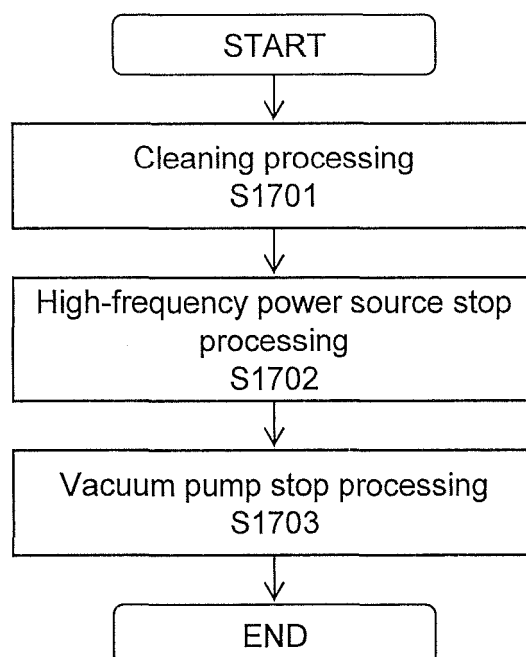 START
Cleaning processing
S1701
High-frequency power source stop
processing
S1702
Vacuum pump stop processing
S1703
END